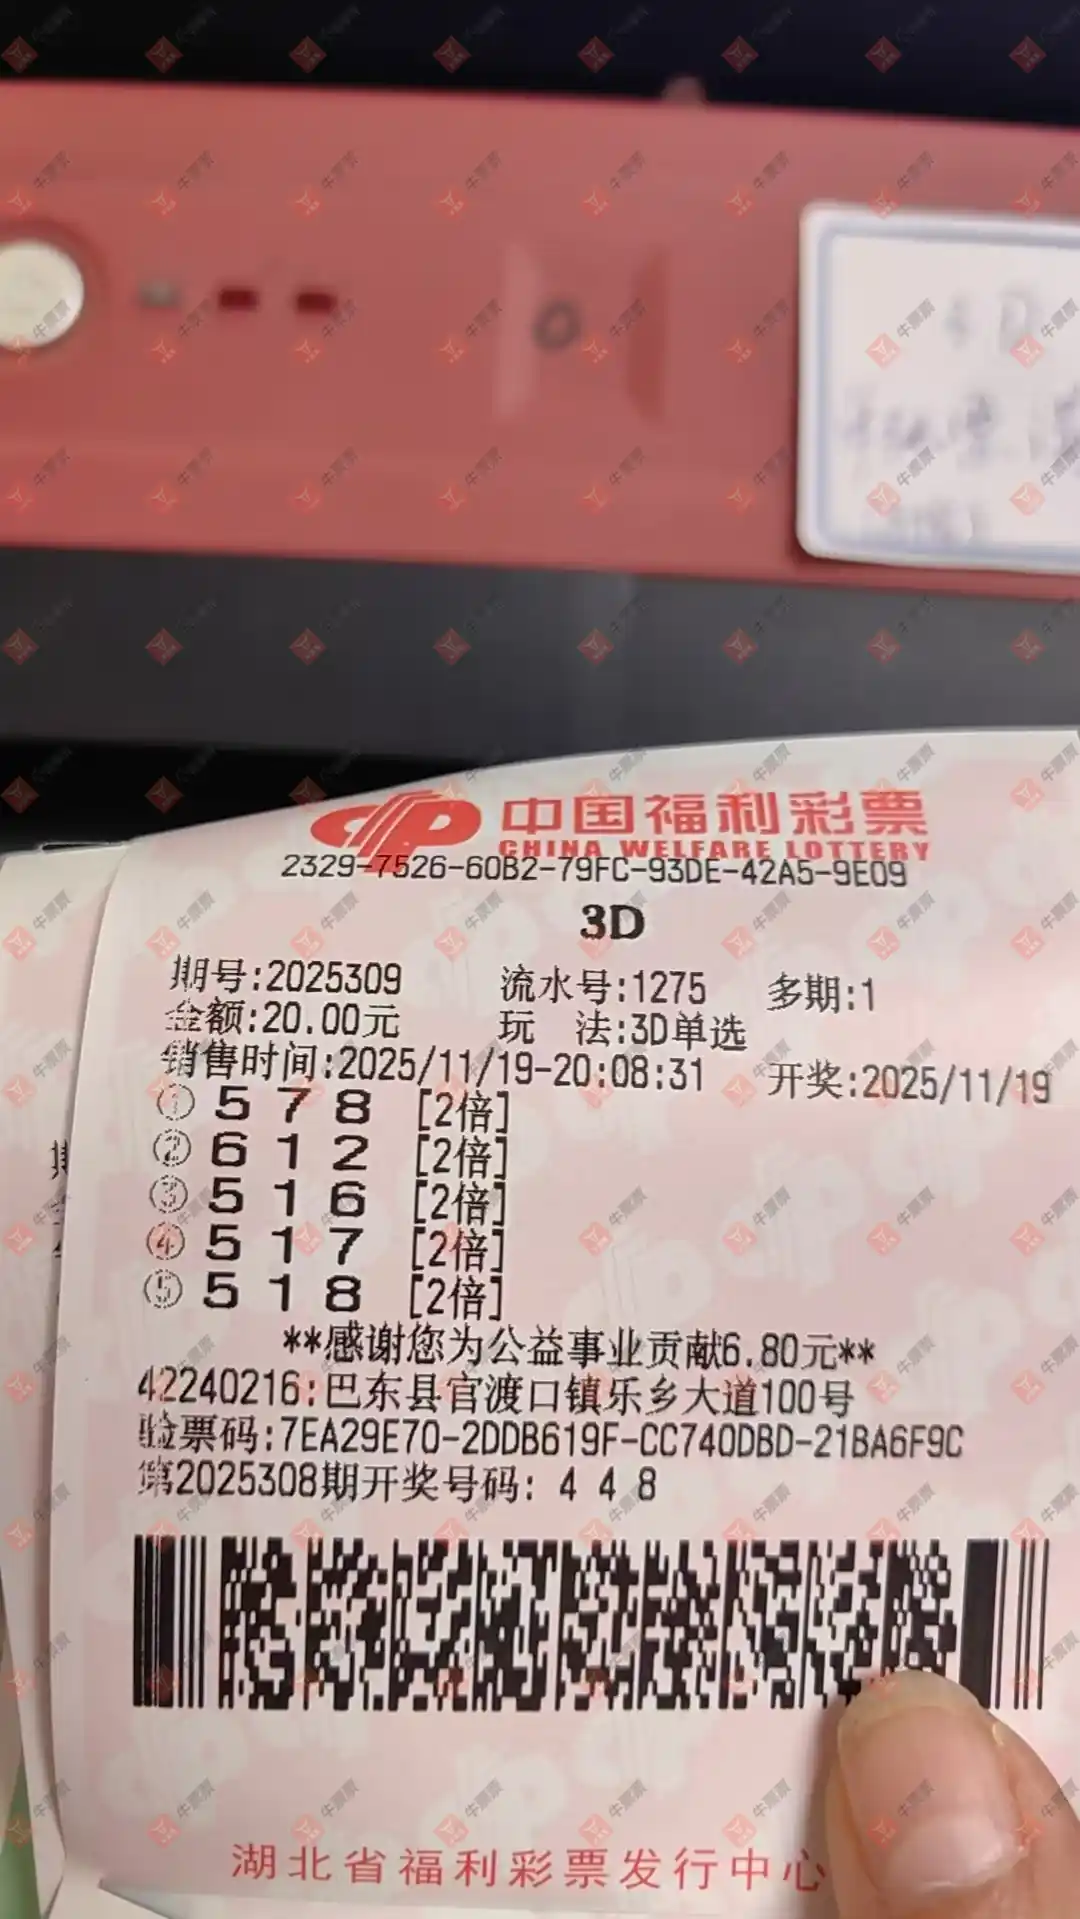 中国福利彩票
CHINA WELFARE LOTTERY
2329-7526-60B2-79FC-93DE-42A5-9E09
3D
期号:2025309 流水号:1275 多期:1
金额:20.00元 玩 法:3D单选
销售时间:2025/11/19-20:08:31 开奖:2025/11/19
① 5 7 8 [2倍]
② 6 1 2 [2倍]
③ 5 1 6 [2倍]
④ 5 1 7 [2倍]
⑤ 5 1 8 [2倍]
**感谢您为公益事业贡献6.80元**
42240216:巴东县官渡口镇乐乡大道100号
验票码:7EA29E70-2DDB619F-CC740DBD-21BA6F9C
第2025308期开奖号码: 4 4 8
湖北省福利彩票发行中心
牛票票